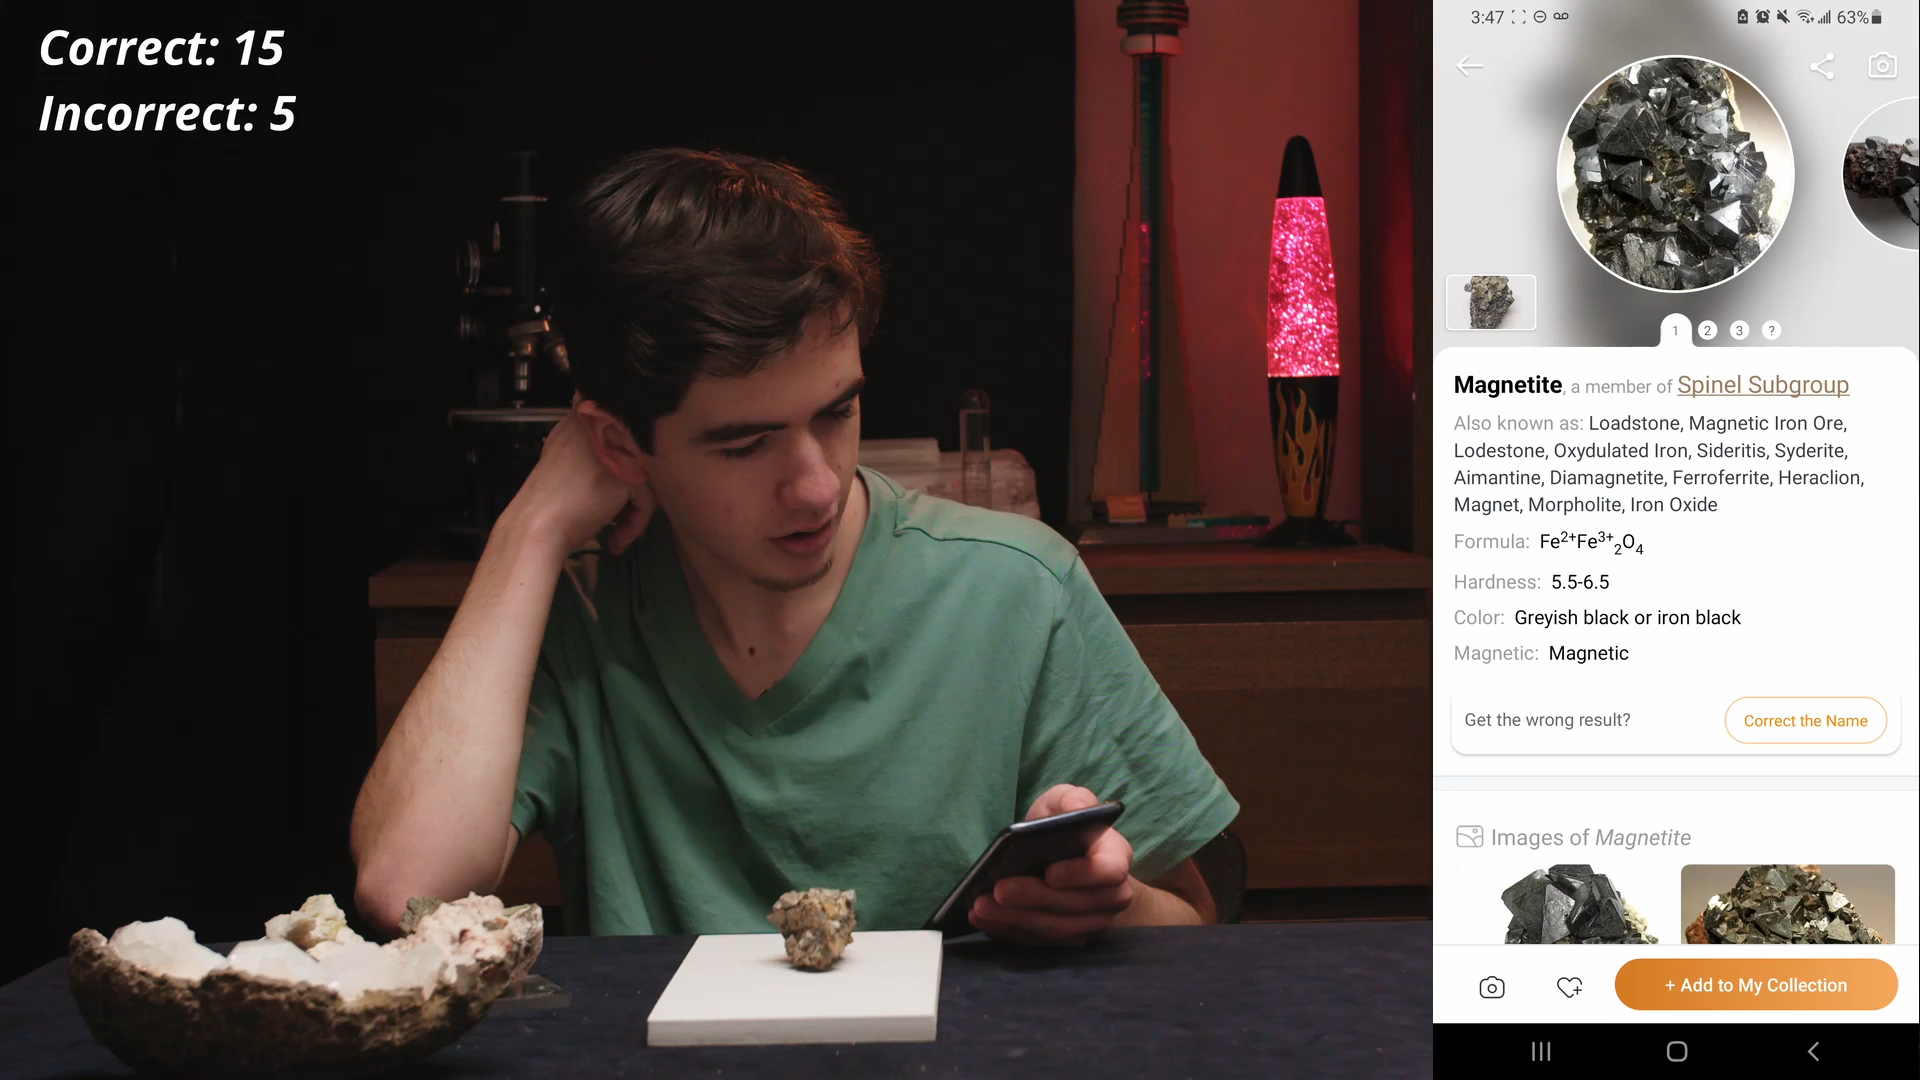 Correct: 15
Incorrect: 5
3:47
63%
1
2
3
?
Magnetite, a member of Spinel Subgroup
Also known as: Loadstone, Magnetic Iron Ore,
Lodestone, Oxydulated Iron, Sideritis, Syderite,
Aimantine, Diamagnetite, Ferroferrite, Heraclion,
Magnet, Morpholite, Iron Oxide
Formula: Fe²⁺Fe³⁺₂O₄
Hardness: 5.5-6.5
Color: Greyish black or iron black
Magnetic: Magnetic
Get the wrong result?
Correct the Name
Images of Magnetite
+ Add to My Collection